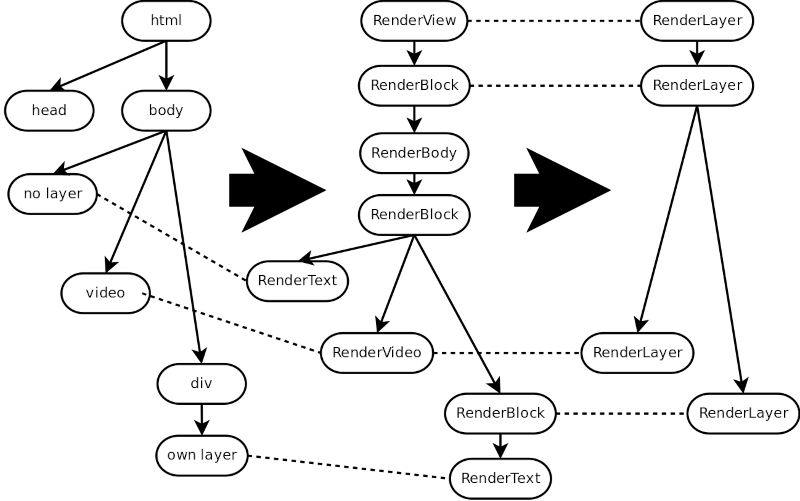 html
RenderView
RenderLayer
RenderBlock
RenderLayer
head
body
RenderBody
no layer
RenderBlock
RenderText
video
RenderVideo
RenderLayer
div
RenderBlock
RenderLayer
own layer
RenderText